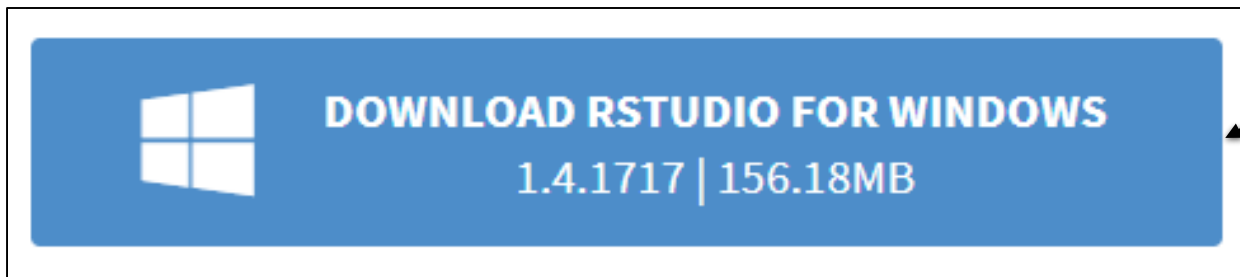 DOWNLOAD RSTUDIO FOR WINDOWS
1.4.1717 | 156.18MB